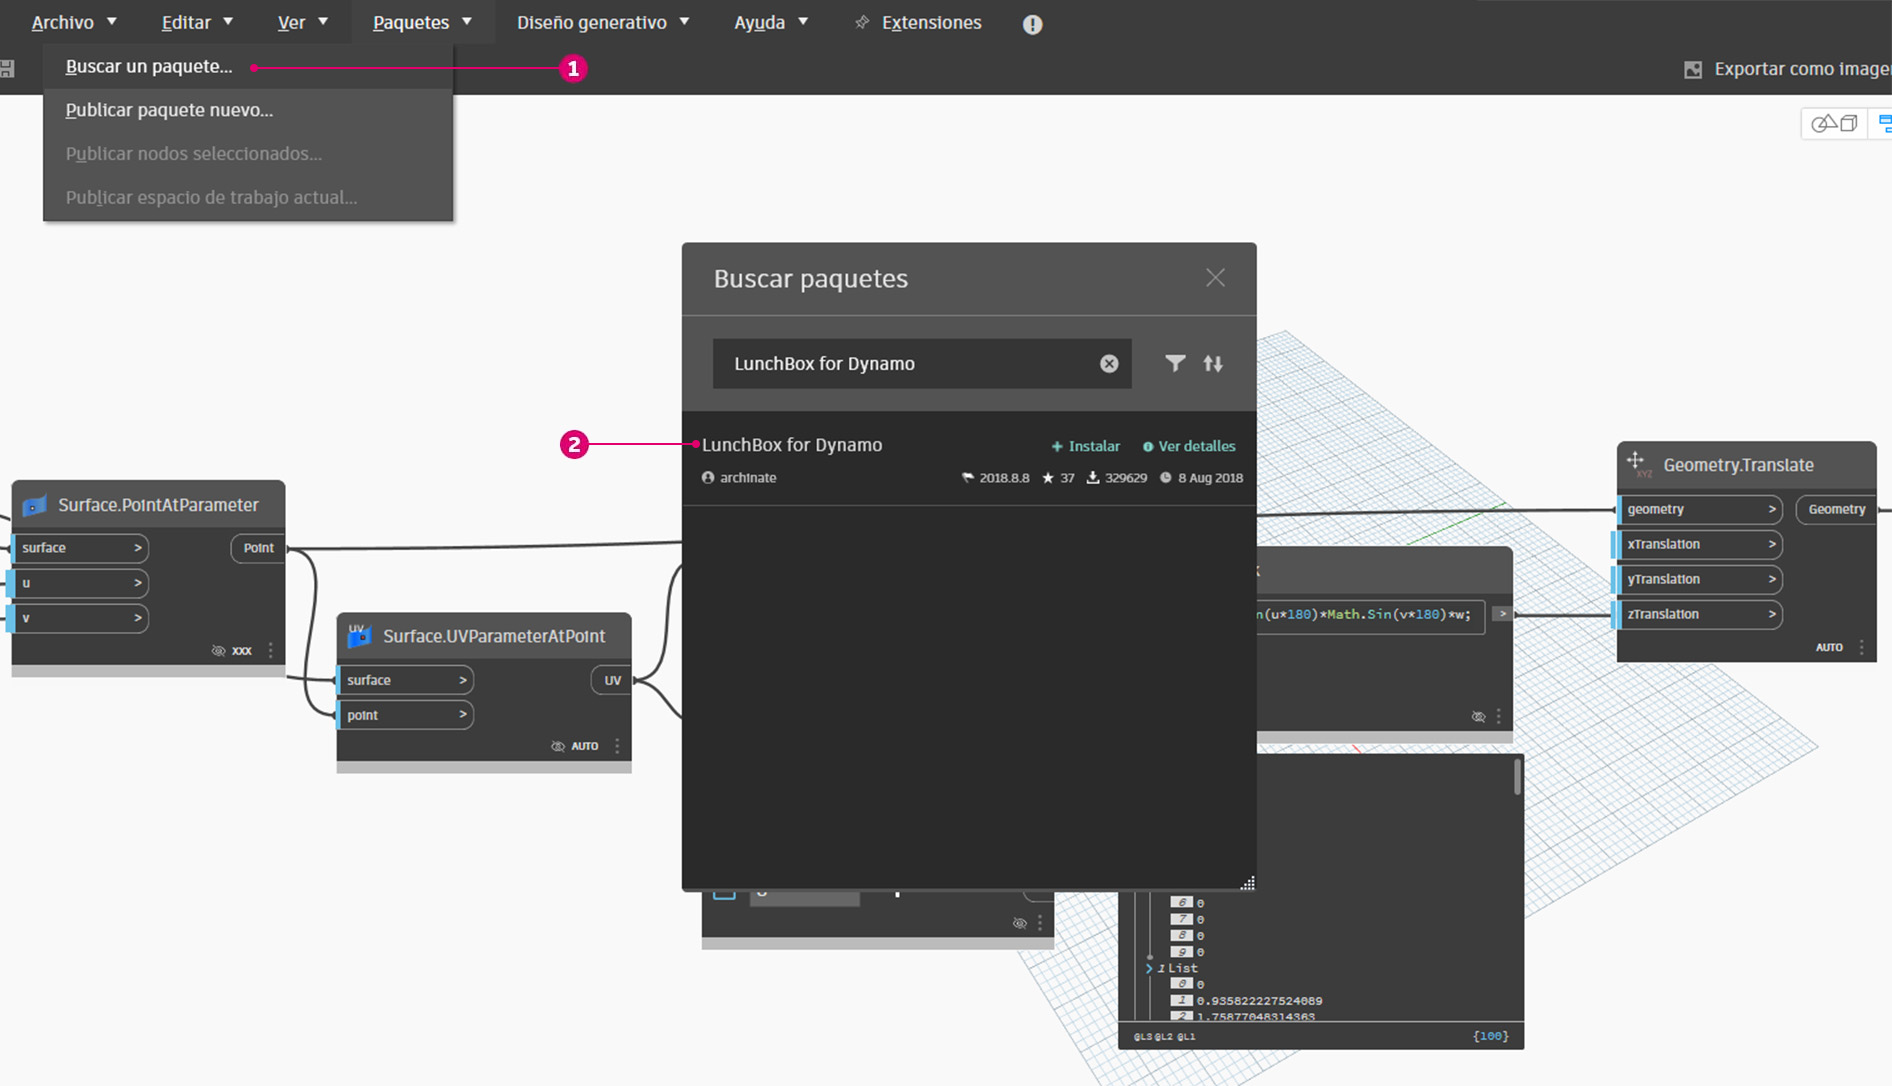 Archivo Editar Ver Paquetes Diseño generativo Ayuda Extensiones
Buscar un paquete...
1
Exportar como image
Publicar paquete nuevo...
Publicar nodos seleccionados...
Publicar espacio de trabajo actual...
Buscar paquetes
LunchBox for Dynamo
2
LunchBox for Dynamo + Instalar Ver detalles
archinate 2018.8.8 37 329629 8 Aug 2018
Surface.PointAtParameter
surface >
Point
u >
v >
XXX
UV
Surface.UVParameterAtPoint
surface >
UV
point >
AUTO
n(u*180)*Math.Sin(v*180)*w;
>
XYZ
Geometry.Translate
geometry >
Geometry
xTranslation >
yTranslation >
zTranslation >
AUTO
6 0
7 0
8 0
9 0
1 List
0 0
1 0.935822227524089
2 1.75877048314363
@L3 @L2 @L1
{100}